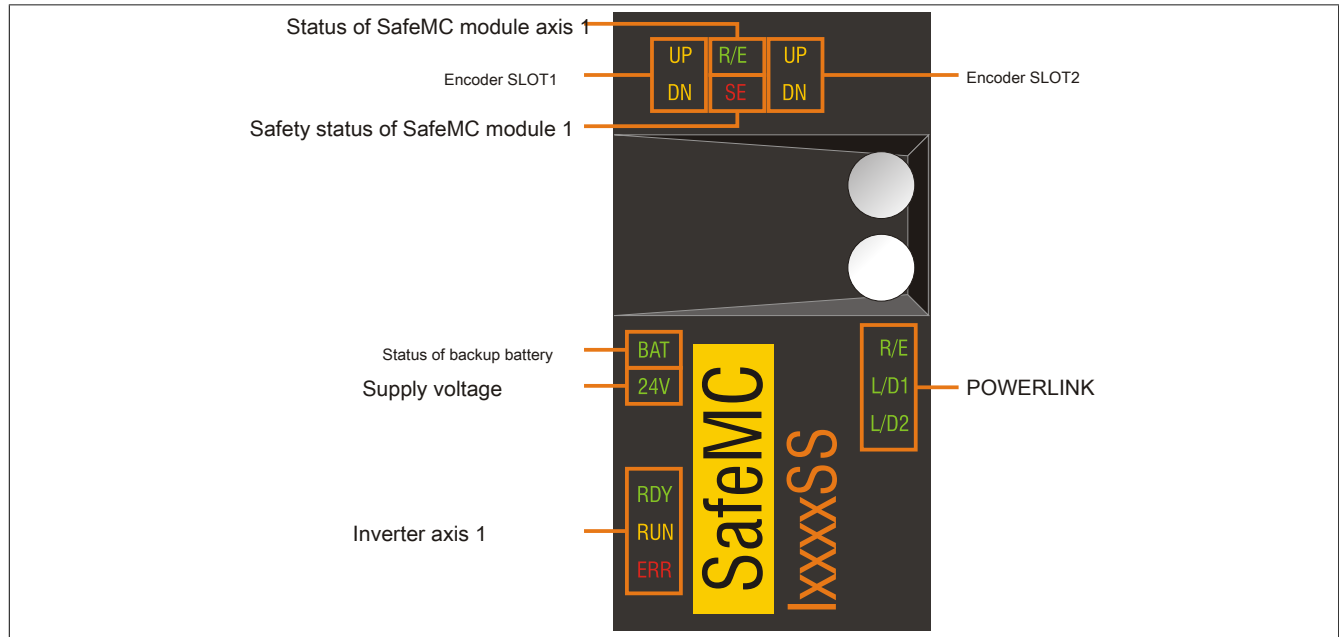 Status of SafeMC module axis 1
UP R/E UP
Encoder SLOT1
Encoder SLOT2
DN SE DN
Safety status of SafeMC module 1
Status of backup battery
BAT
R/E
Supply voltage
24V
L/D1
POWERLINK
L/D2
SafeMC
IxxxxSS
RDY
Inverter axis 1
RUN
ERR